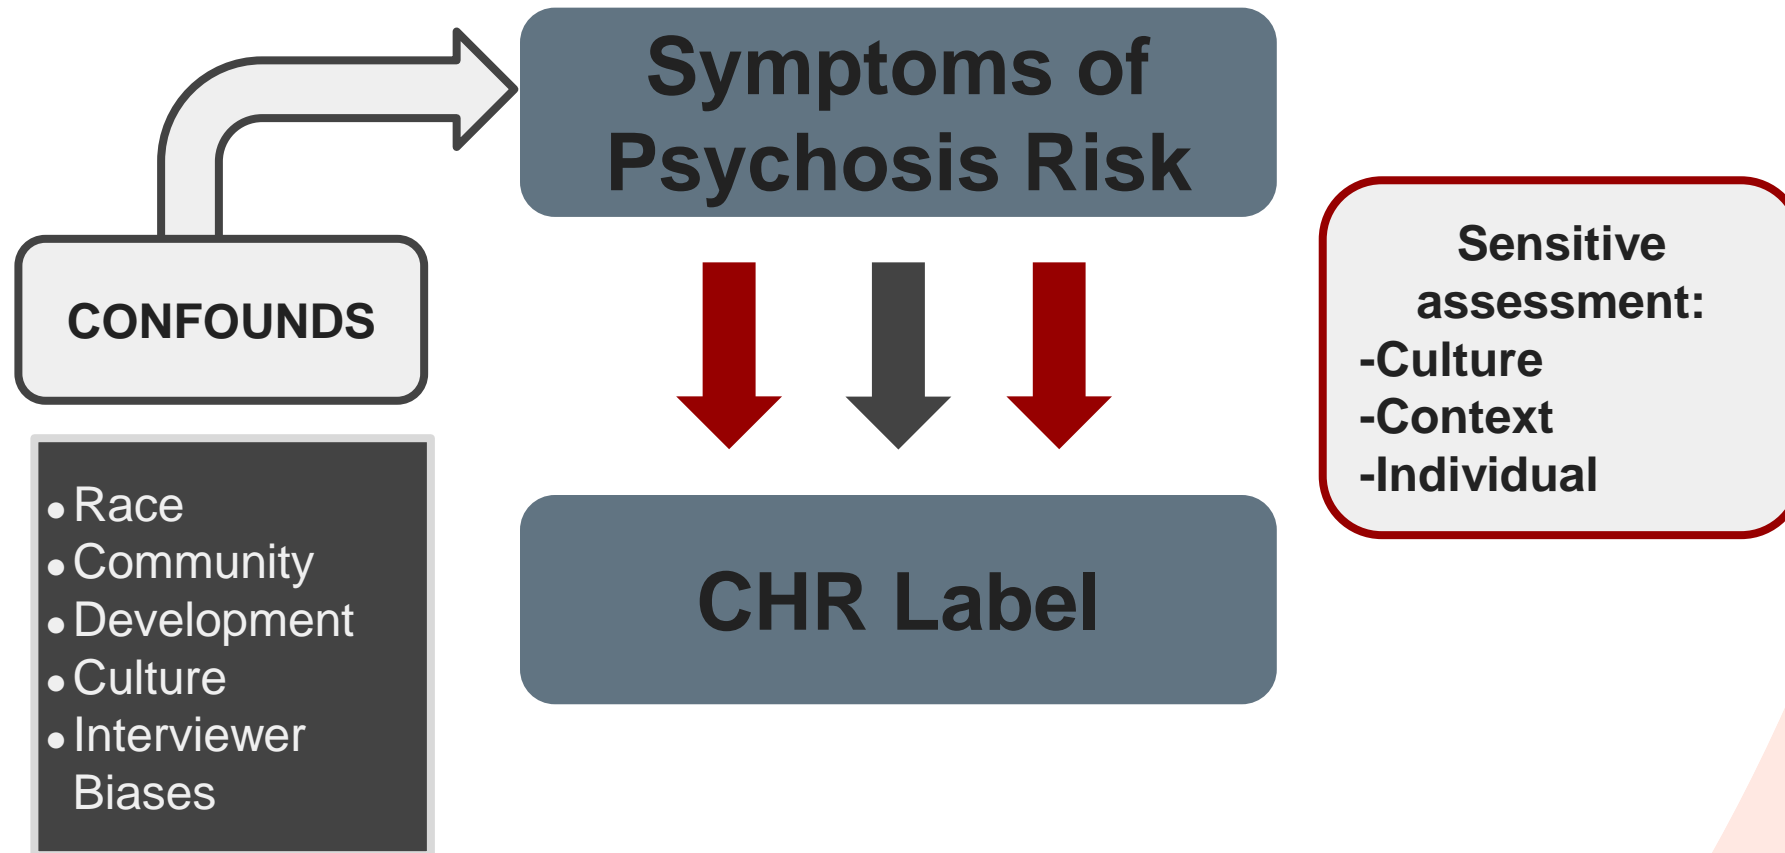 Symptoms of
Psychosis Risk
CONFOUNDS
● Race
● Community
● Development
● Culture
● Interviewer
Biases
Sensitive
assessment:
-Culture
-Context
-Individual
CHR Label